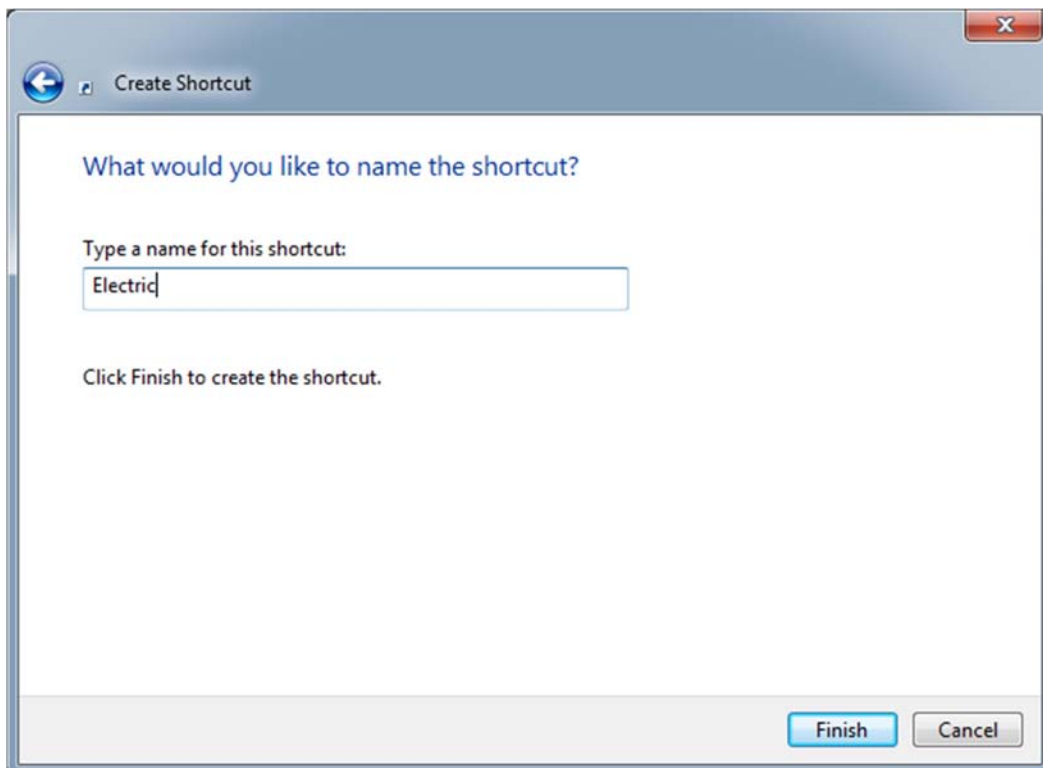 Create Shortcut
What would you like to name the shortcut?
Type a name for this shortcut:
Electric
Click Finish to create the shortcut.
Finish Cancel